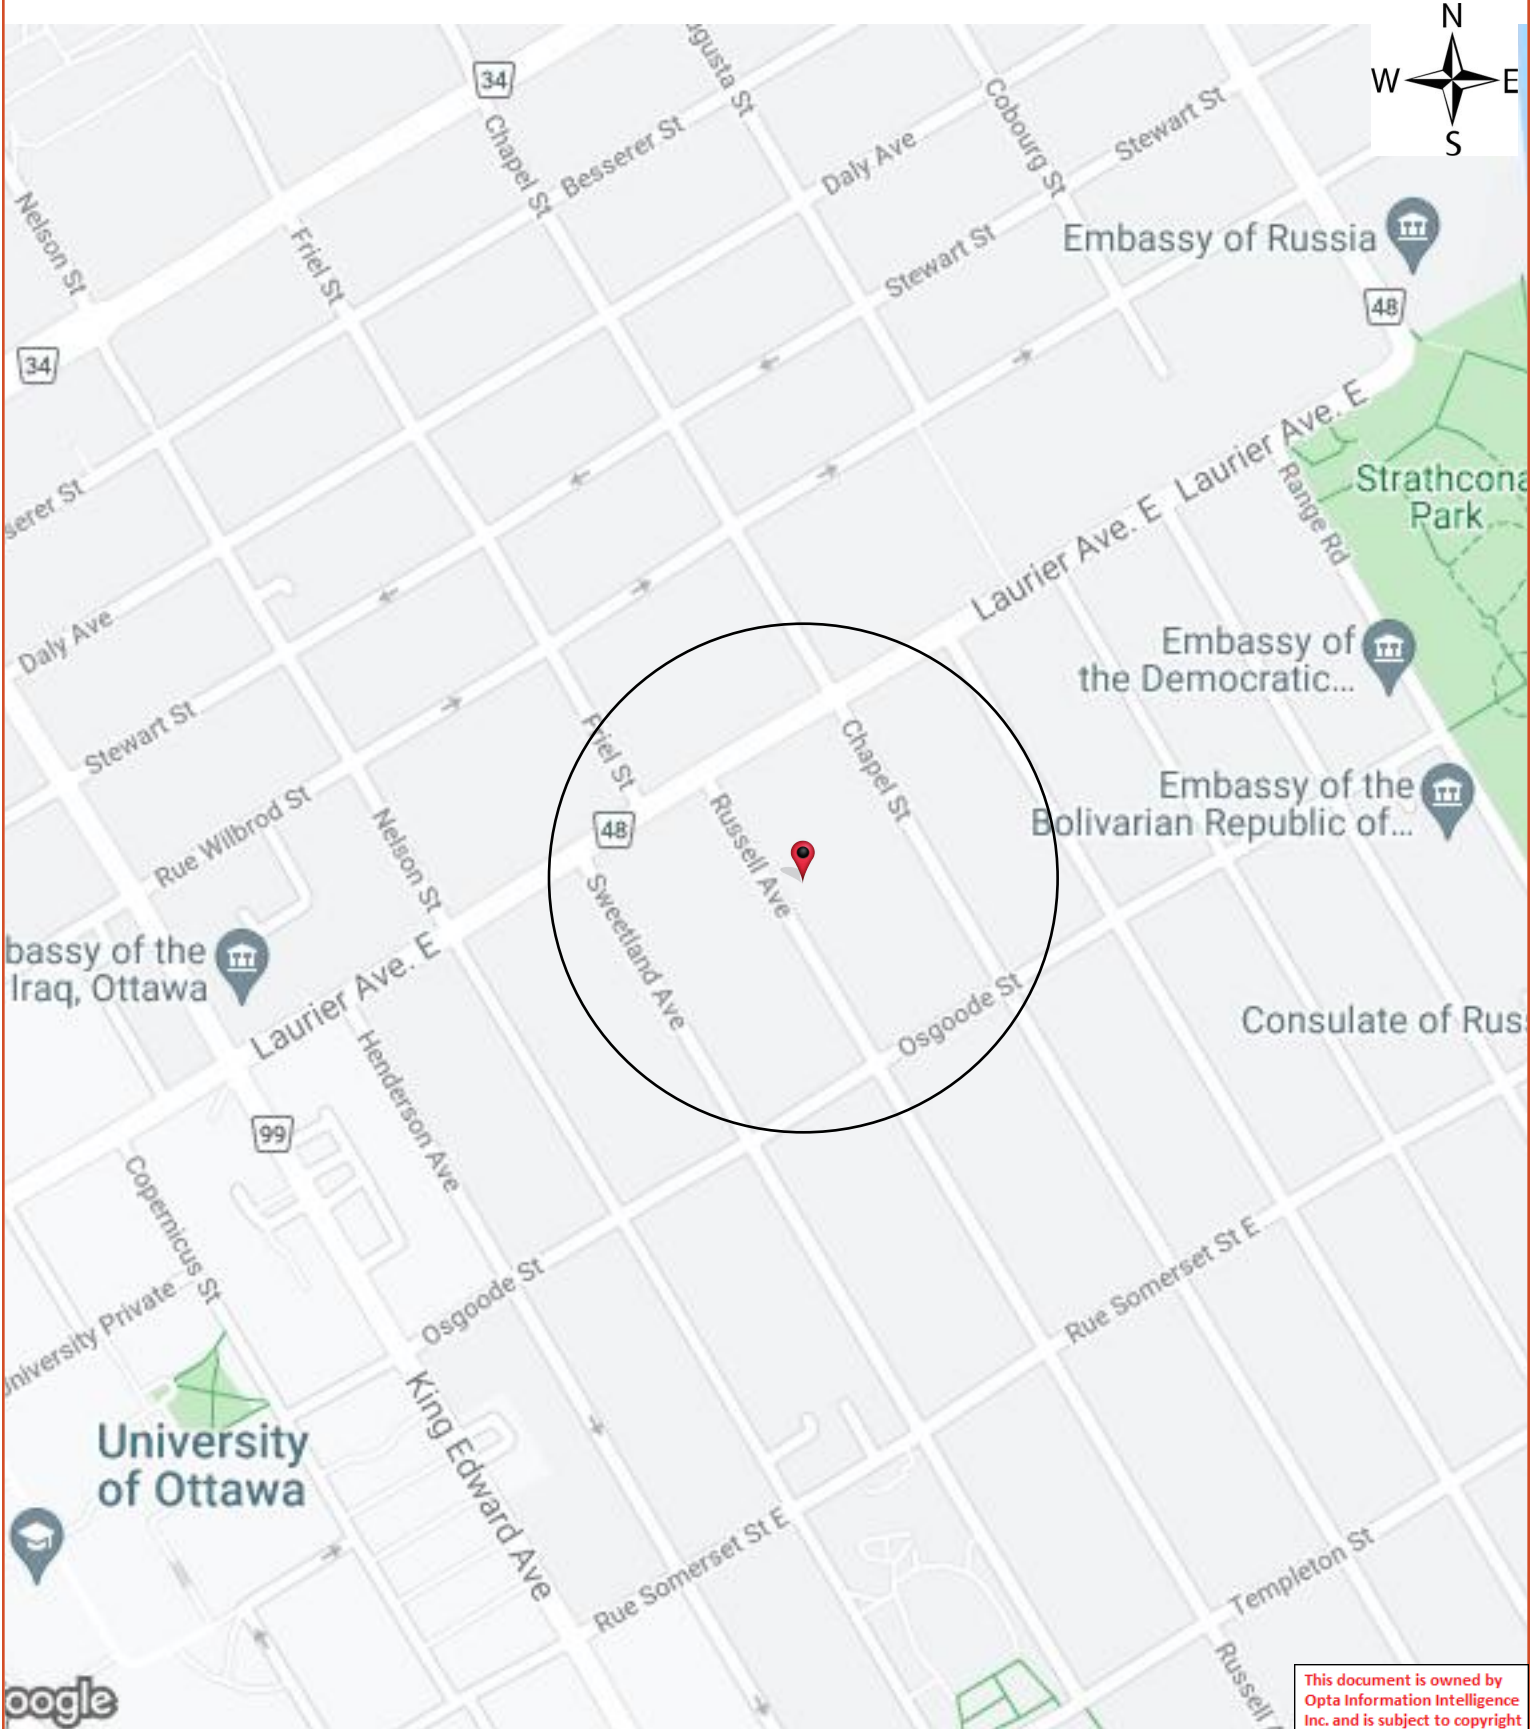 N
W E
S
34
Chapel St
Besserer St
gusta St
Daly Ave
Cobourg St
Stewart St
Nelson St
Friel St
Stewart St
Embassy of Russia
48
34
serer St
Laurier Ave. E
Laurier Ave. E
Range Rd
Strathcona
Park
Laurier Ave. E
Daly Ave
Stewart St
Embassy of
the Democratic...
Friel St
Chapel St
Rue Wilbrod St
Nelson St
48
Russell Ave
Embassy of the
Bolivarian Republic of...
Sweetland Ave
bassy of the
Iraq, Ottawa
Laurier Ave. E
Osgoode St
Consulate of Rus
Henderson Ave
99
Copernicus St
University Private
Osgoode St
Rue Somerset St E
University
of Ottawa
King Edward Ave
Rue Somerset St E
Templeton St
Russell
oogle
This document is owned by
Opta Information Intelligence
Inc. and is subject to copyright